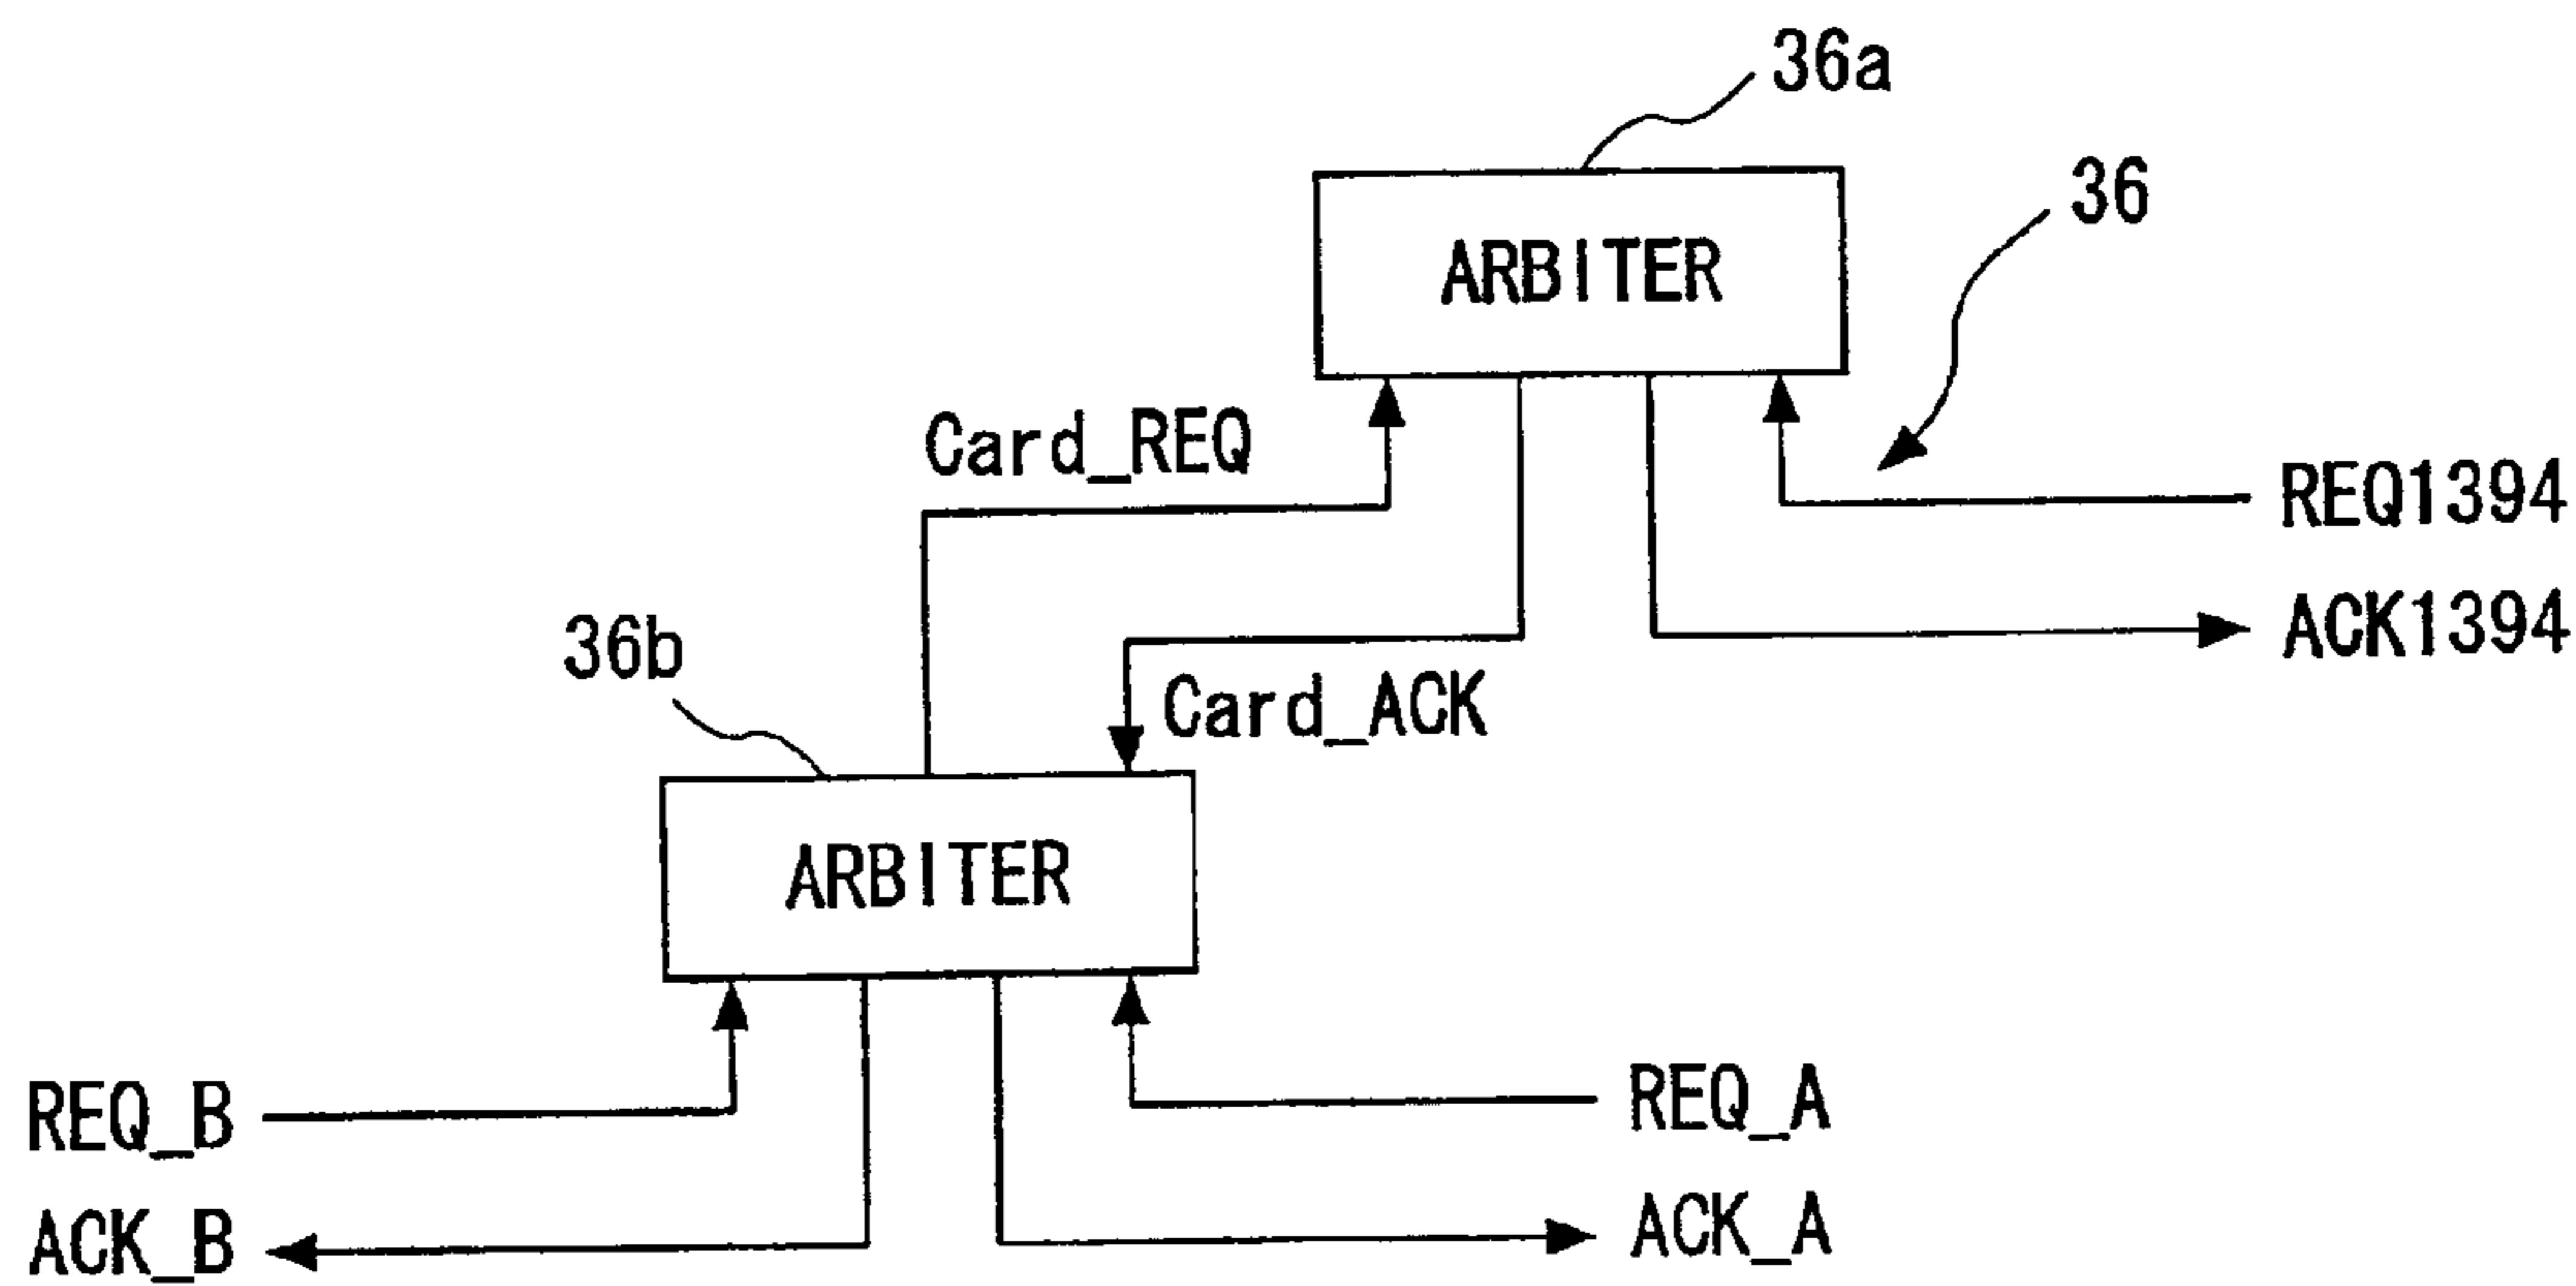 36a
36
ARBITER
Card_REQ
REQ1394
ACK1394
36b
Card_ACK
ARBITER
REQ_B
REQ_A
ACK_B
ACK_A